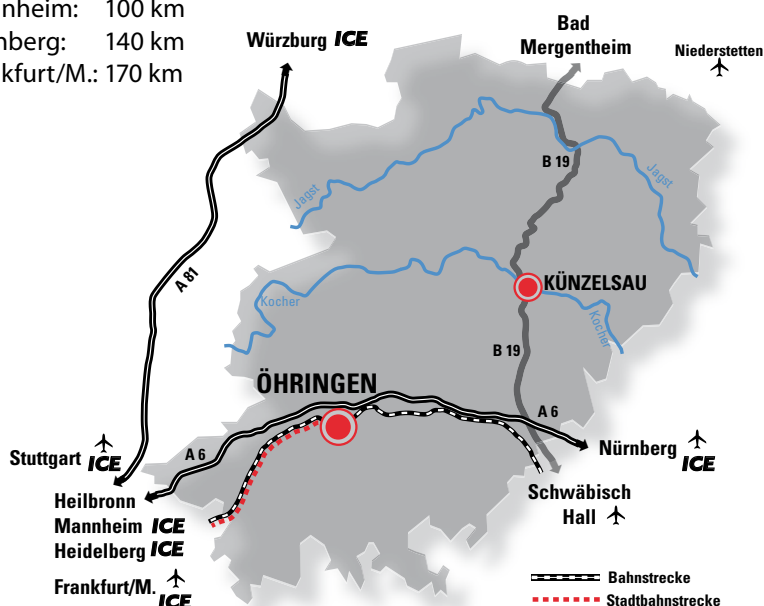 nheim: 100 km
nberg: 140 km
kfurt/M.: 170 km
Würzburg ICE
Bad
Mergentheim
Niederstetten
B 19
Jagst
Jagst
A 81
KÜNZELSAU
Kocher
Kocher
B 19
ÖHRINGEN
A 6
A 6
Stuttgart ICE
Nürnberg ICE
Heilbronn
Mannheim ICE
Heidelberg ICE
Schwäbisch
Hall
Frankfurt/M. ICE
Bahnstrecke
Stadtbahnstrecke